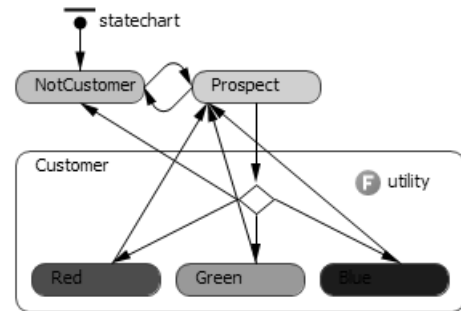 statechart
NotCustomer
Prospect
Customer
F utility
Red
Green
Blue